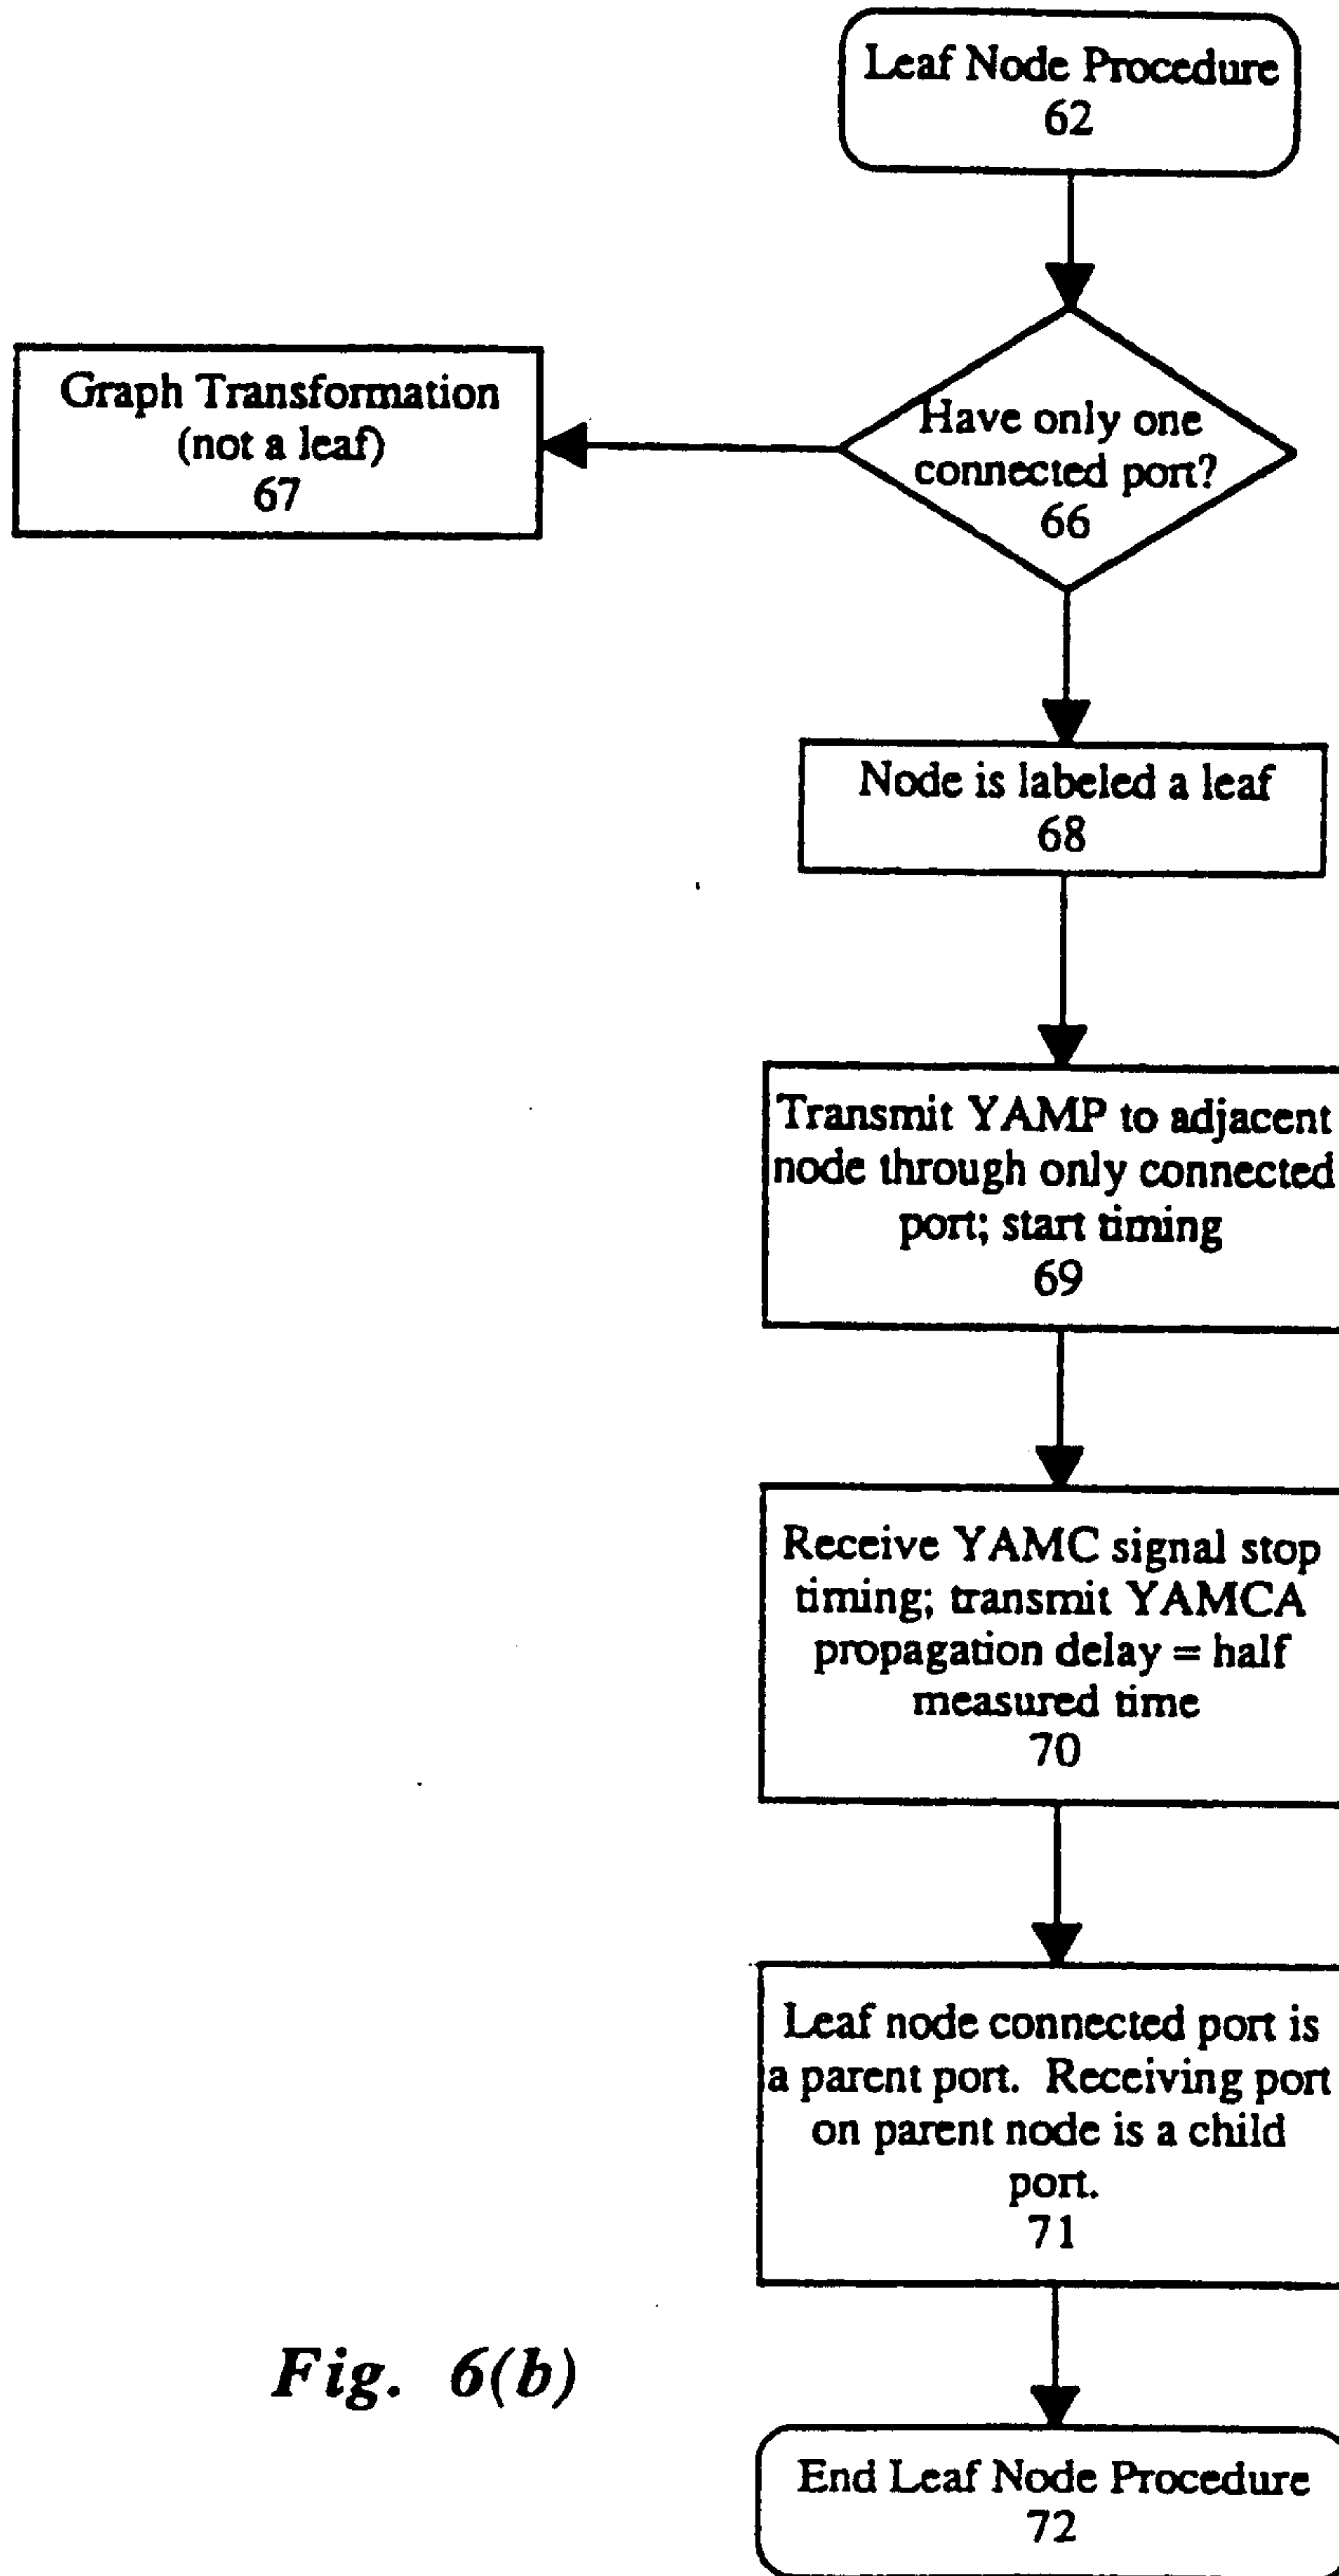 Leaf Node Procedure
62
Graph Transformation
(not a leaf)
67
Have only one
connected port?
66
Node is labeled a leaf
68
Transmit YAMP to adjacent
node through only connected
port; start timing
69
Receive YAMC signal stop
timing; transmit YAMCA
propagation delay = half
measured time
70
Leaf node connected port is
a parent port. Receiving port
on parent node is a child
port.
71
Fig. 6(b)
End Leaf Node Procedure
72